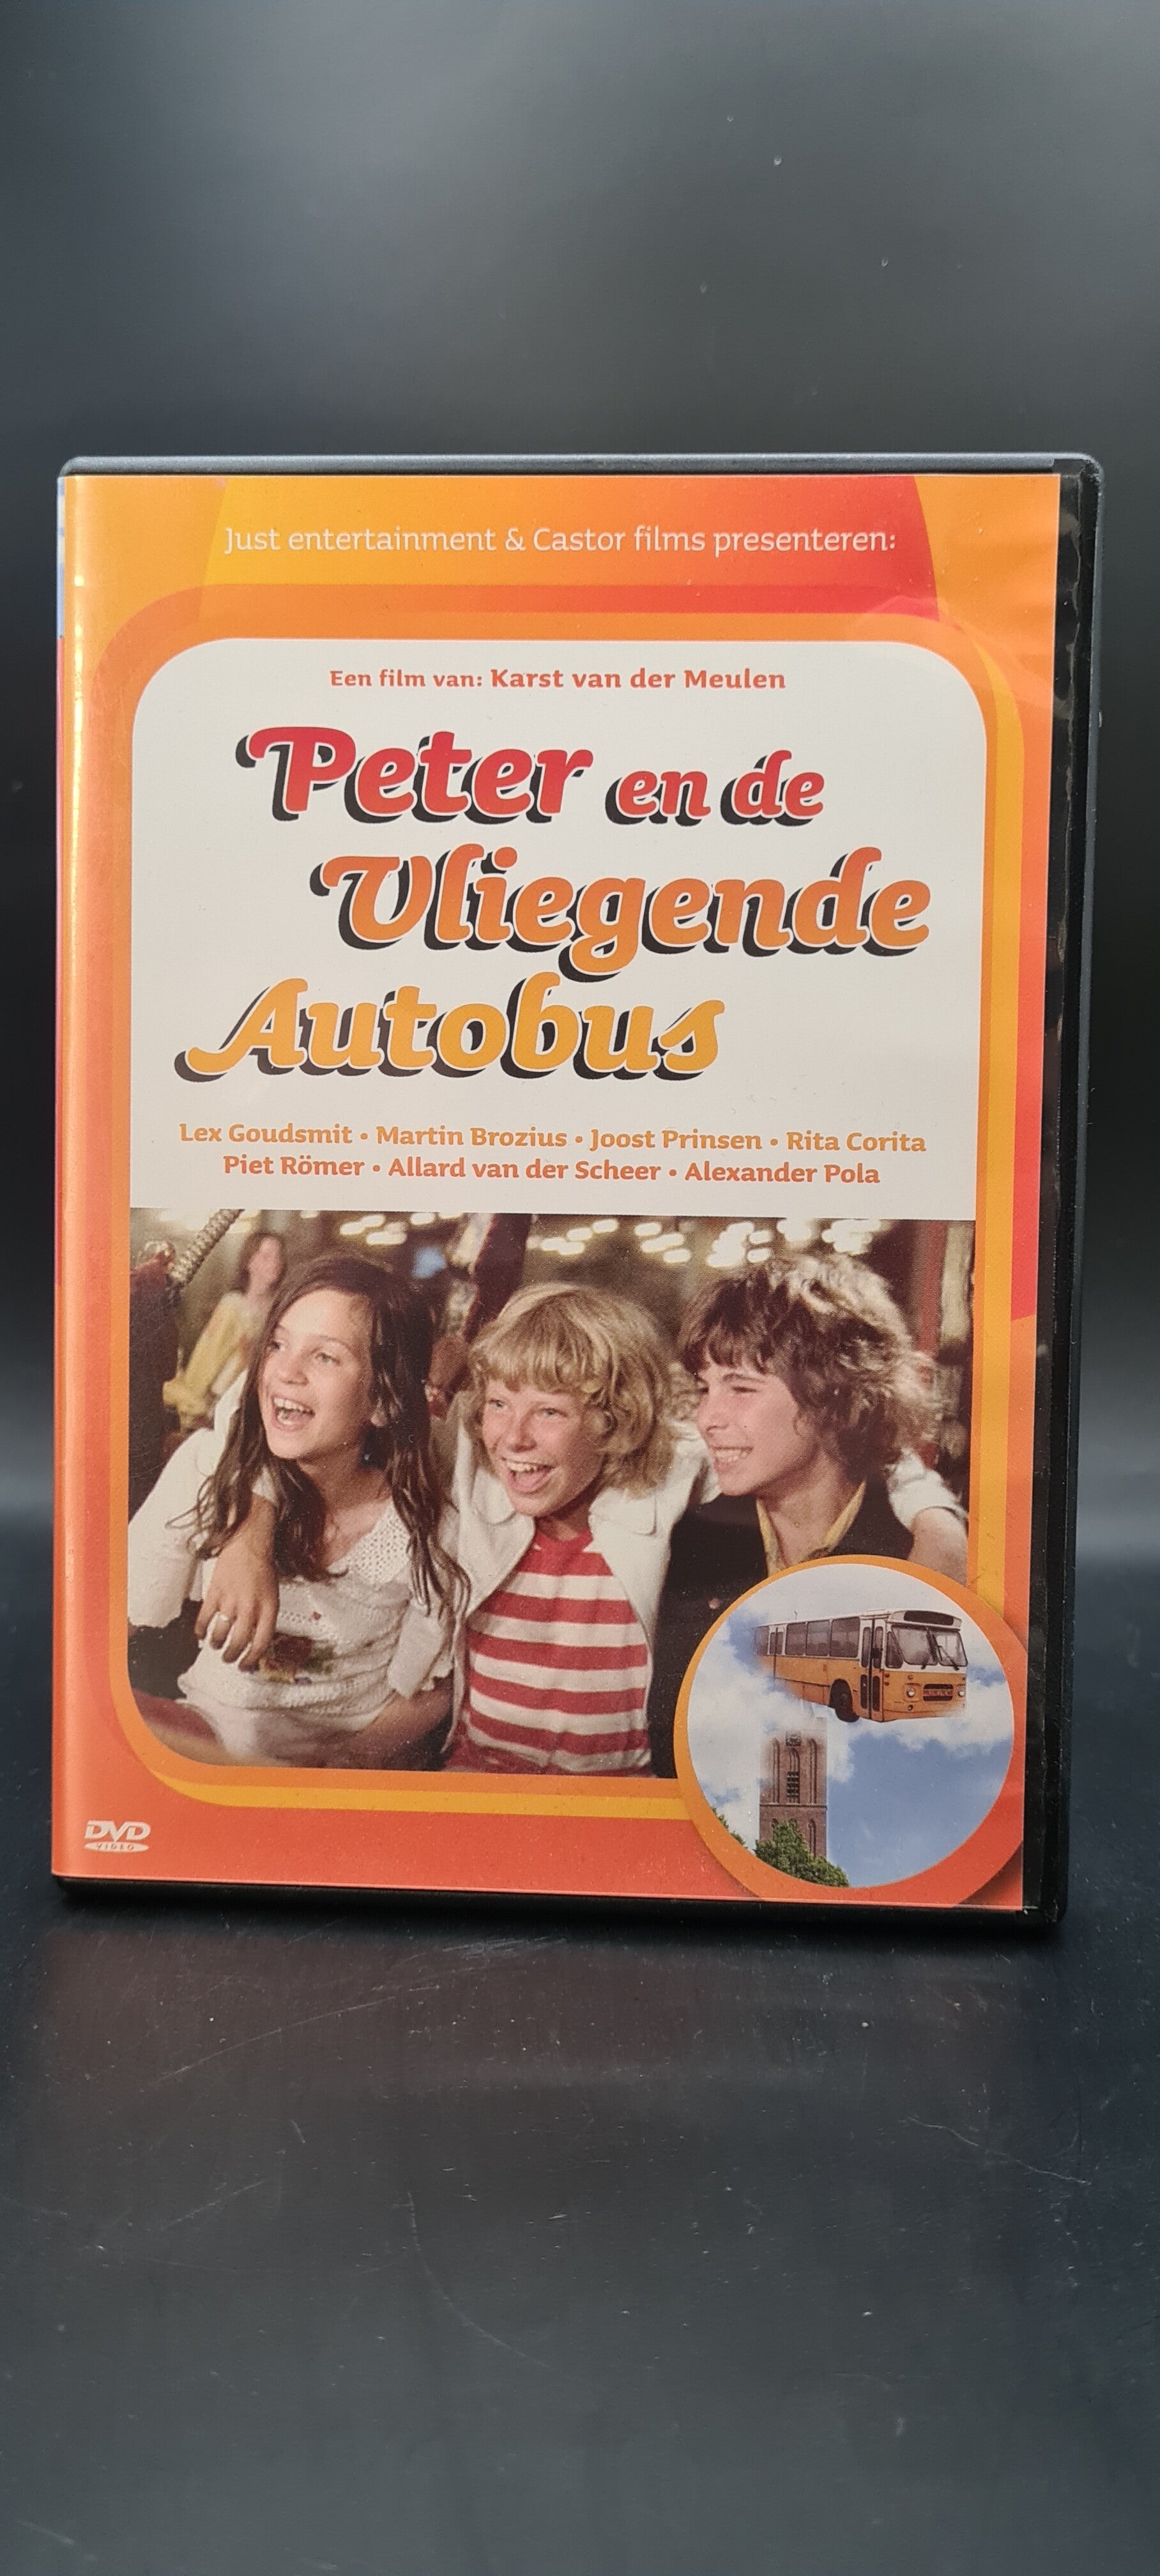 Just entertainment & Castor films presenteren:
Een film van: Karst van der Meulen
Peter en de
Vliegende
Autobus
Lex Goudsmit • Martin Brozius • Joost Prinsen • Rita Corita
Piet Römer • Allard van der Scheer • Alexander Pola
DVD
VIDEO